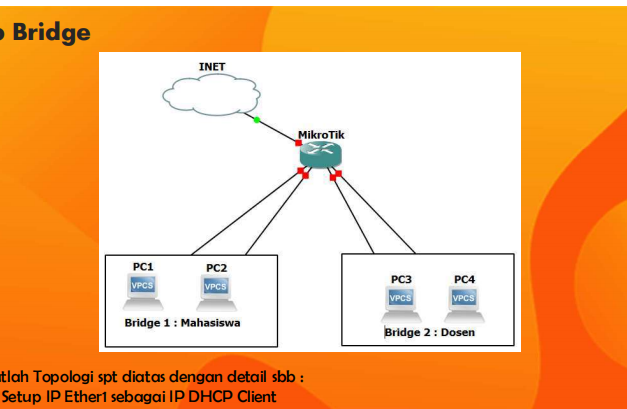 Bridge
INET
MikroTik
PC1
PC2
VPCS
VPCS
Bridge 1 : Mahasiswa
PC3
PC4
VPCS
VPCS
Bridge 2 : Dosen
Topologi spt diatas dengan detail sbb :
Setup IP Ether1 sebagai IP DHCP Client